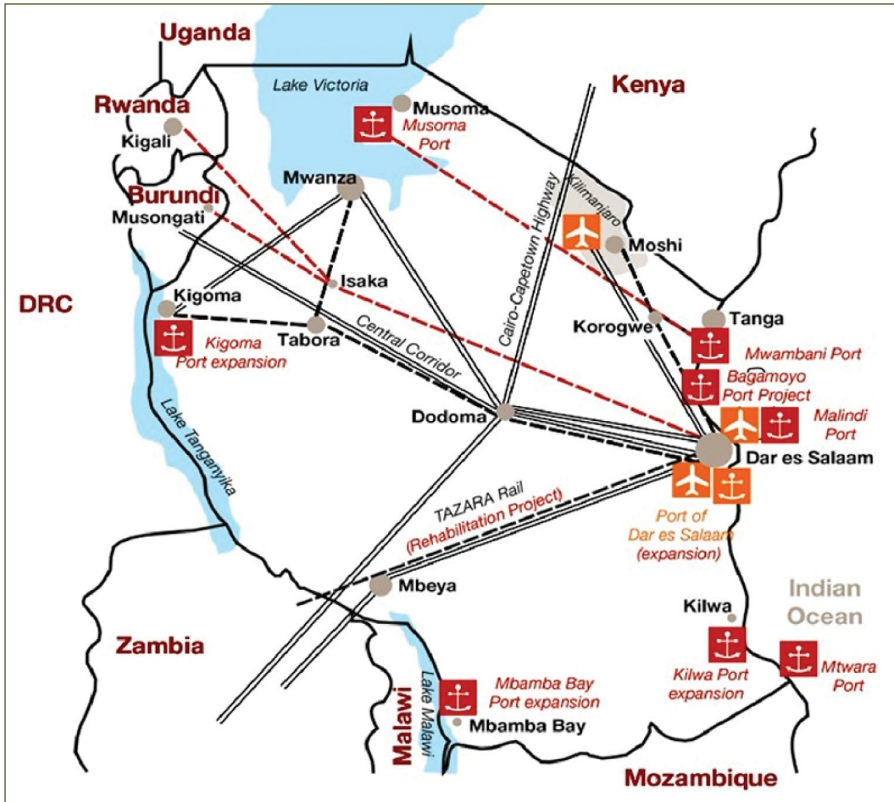 Uganda
Lake Victoria
Kenya
Rwanda
Kigali
Musoma
Musoma
Port
Mwanza
Burundi
Musongati
Kilimanjaro
Moshi
Cairo-Capetown Highway
Isaka
DRC
Kigoma
Kigoma
Port expansion
Tabora
Central Corridor
Korogwe
Tanga
Mwambani Port
Bagamoyo
Port Project
Malindi
Port
Dodoma
Dar es Salaam
Lake Tanganyika
TAZARA Rail
(Rehabilitation Project)
Port of
Dar es Salaam
(expansion)
Mbeya
Indian
Ocean
Kilwa
Zambia
Kilwa Port
expansion
Mtwara
Port
Malawi
Lake Malawi
Mbamba Bay
Port expansion
Mbamba Bay
Mozambique